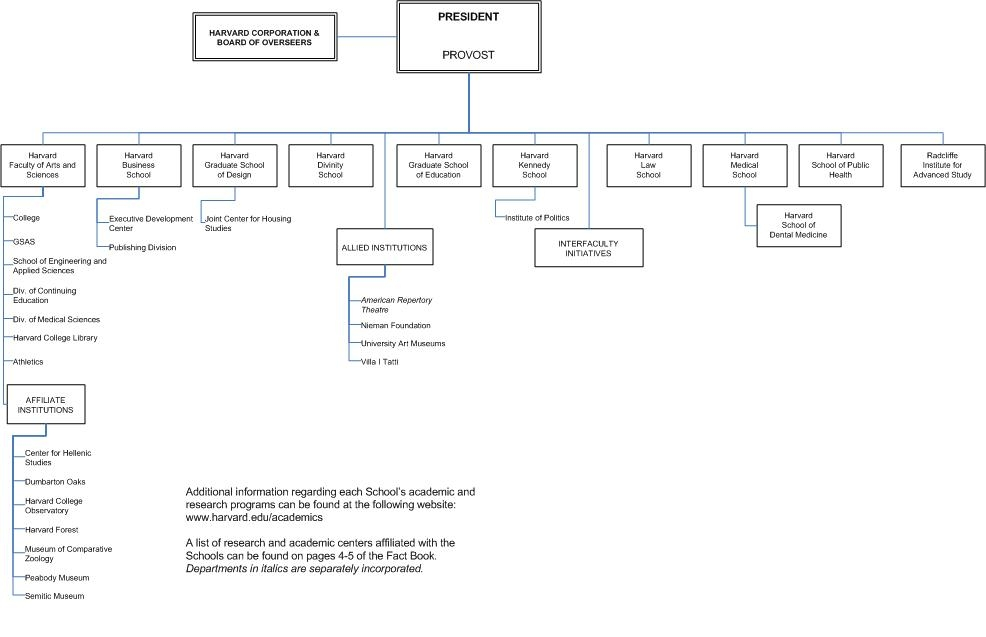 PRESIDENT
PROVOST
HARVARD CORPORATION &
BOARD OF OVERSEERS
Harvard
Faculty of Arts and
Sciences
Harvard
Business
School
Harvard
Graduate School
of Design
Harvard
Divinity
School
Harvard
Graduate School
of Education
Harvard
Kennedy
School
Harvard
Law
School
Harvard
Medical
School
Harvard
School of Public
Health
Radcliffe
Institute for
Advanced Study
College
GSAS
School of Engineering and
Applied Sciences
Div. of Continuing
Education
Div. of Medical Sciences
Harvard College Library
Athletics
AFFILIATE
INSTITUTIONS
Center for Hellenic
Studies
Dumbarton Oaks
Harvard College
Observatory
Harvard Forest
Museum of Comparative
Zoology
Peabody Museum
Semitic Museum
Executive Development
Center
Publishing Division
Joint Center for Housing
Studies
ALLIED INSTITUTIONS
American Repertory
Theatre
Nieman Foundation
University Art Museums
Villa I Tatti
Institute of Politics
INTERFACULTY
INITIATIVES
Harvard
School of
Dental Medicine
Additional information regarding each School's academic and
research programs can be found at the following website:
www.harvard.edu/academics
A list of research and academic centers affiliated with the
Schools can be found on pages 4-5 of the Fact Book.
Departments in italics are separately incorporated.